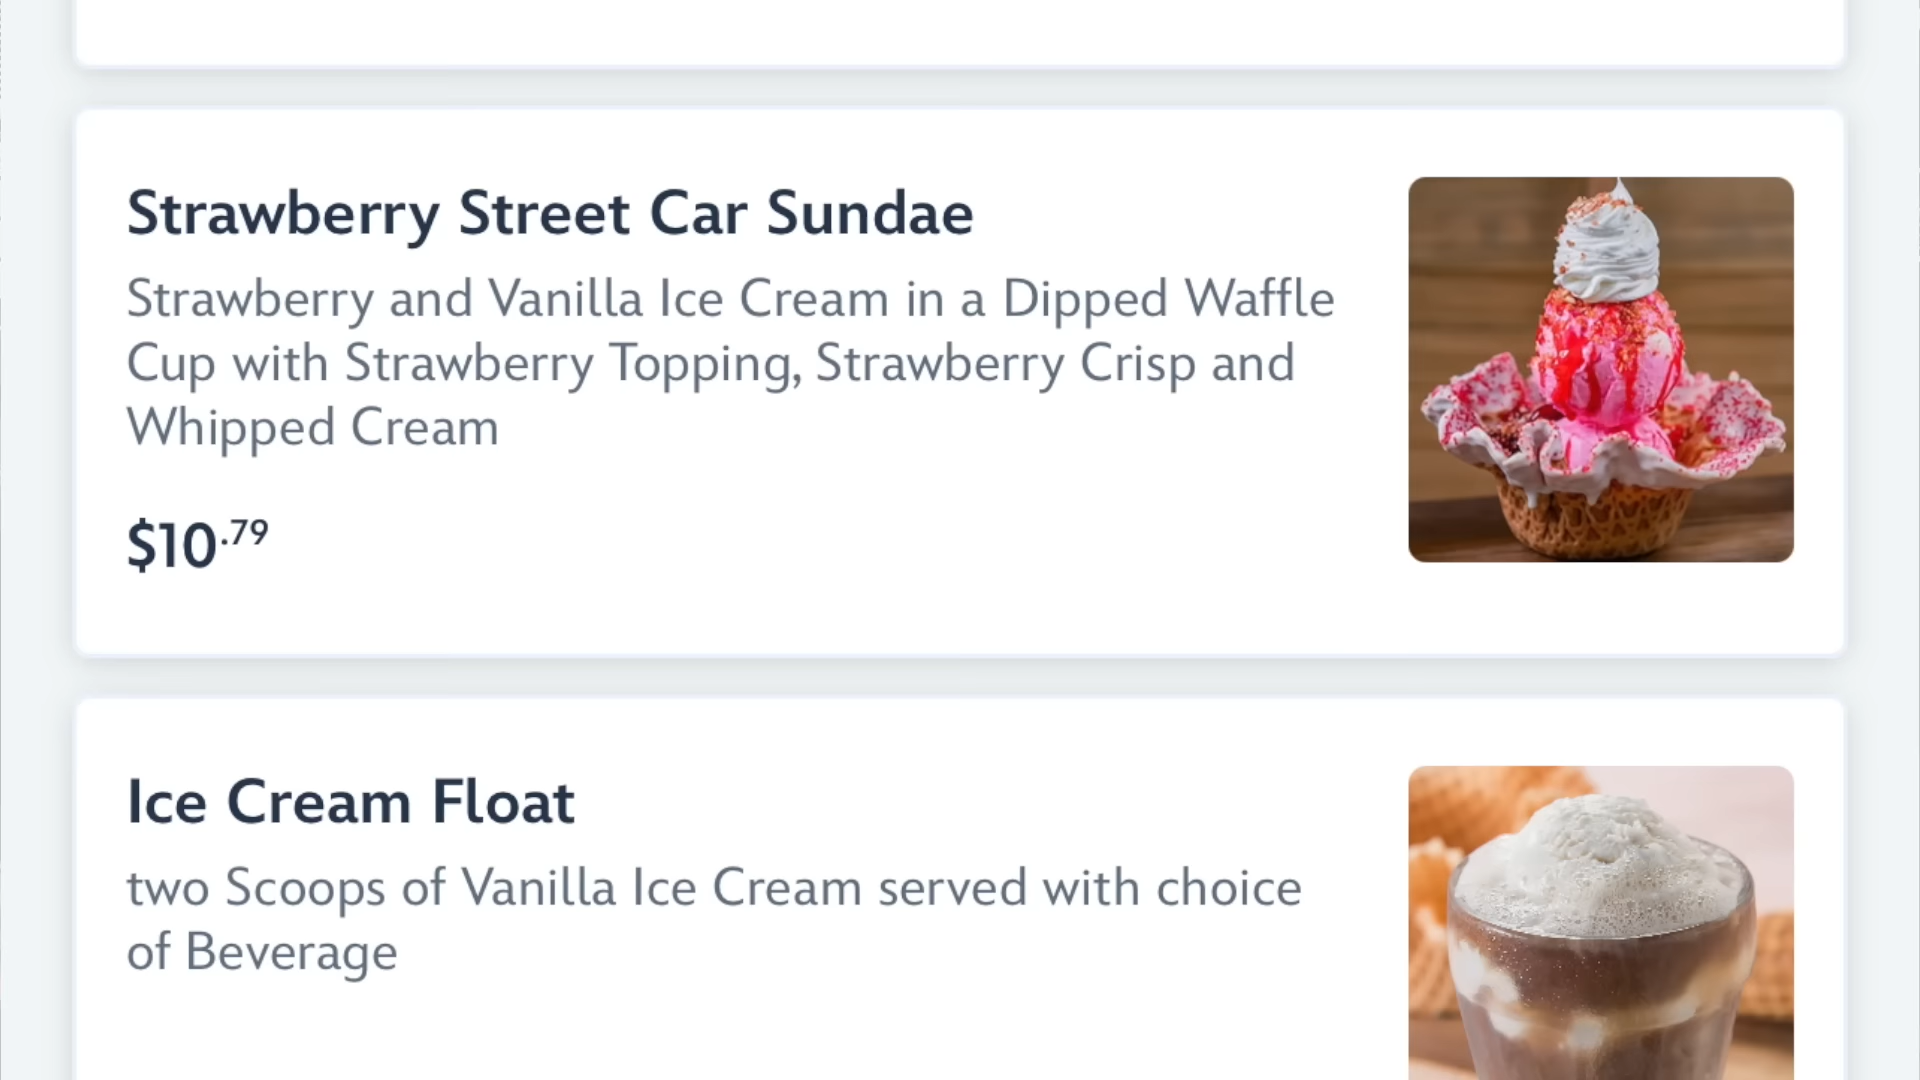 Strawberry Street Car Sundae
Strawberry and Vanilla Ice Cream in a Dipped Waffle
Cup with Strawberry Topping, Strawberry Crisp and
Whipped Cream
$10.79
Ice Cream Float
two Scoops of Vanilla Ice Cream served with choice
of Beverage